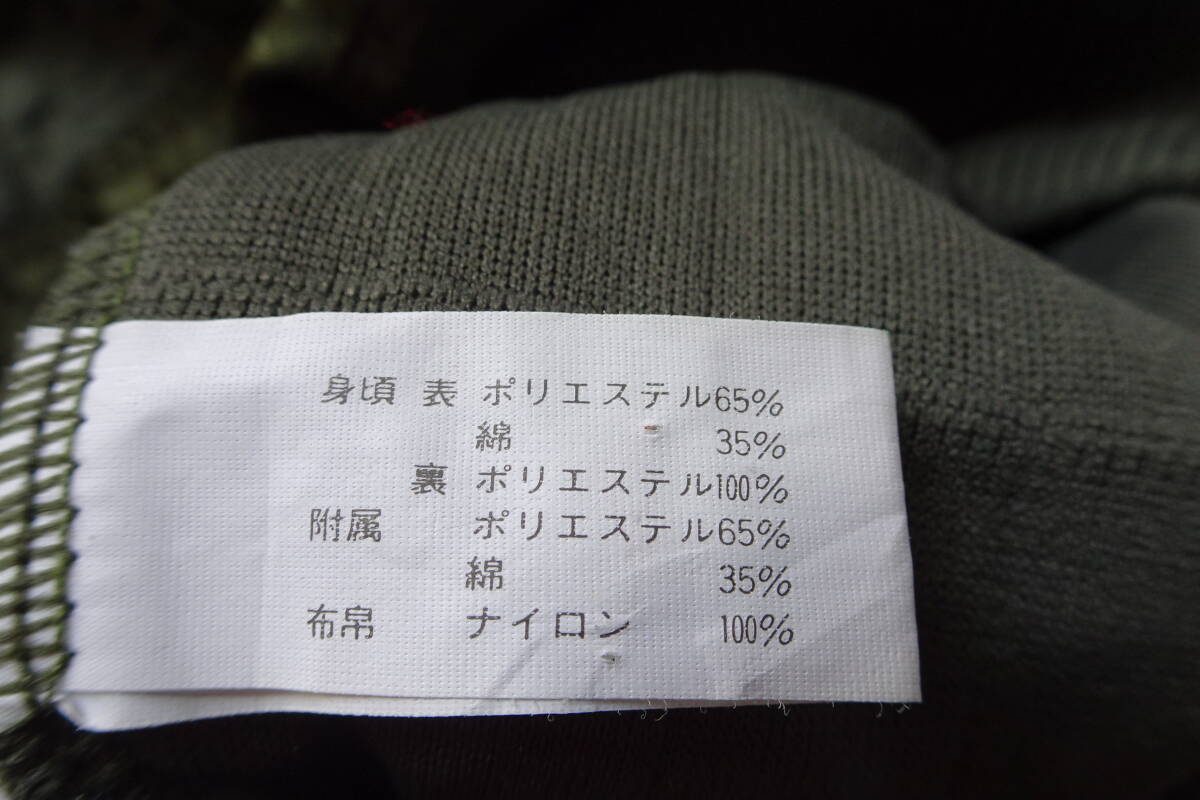 身頃 表 ポリエステル65%
綿 35%
裏 ポリエステル100%
附属 ポリエステル65%
綿 35%
布帛 ナイロン 100%